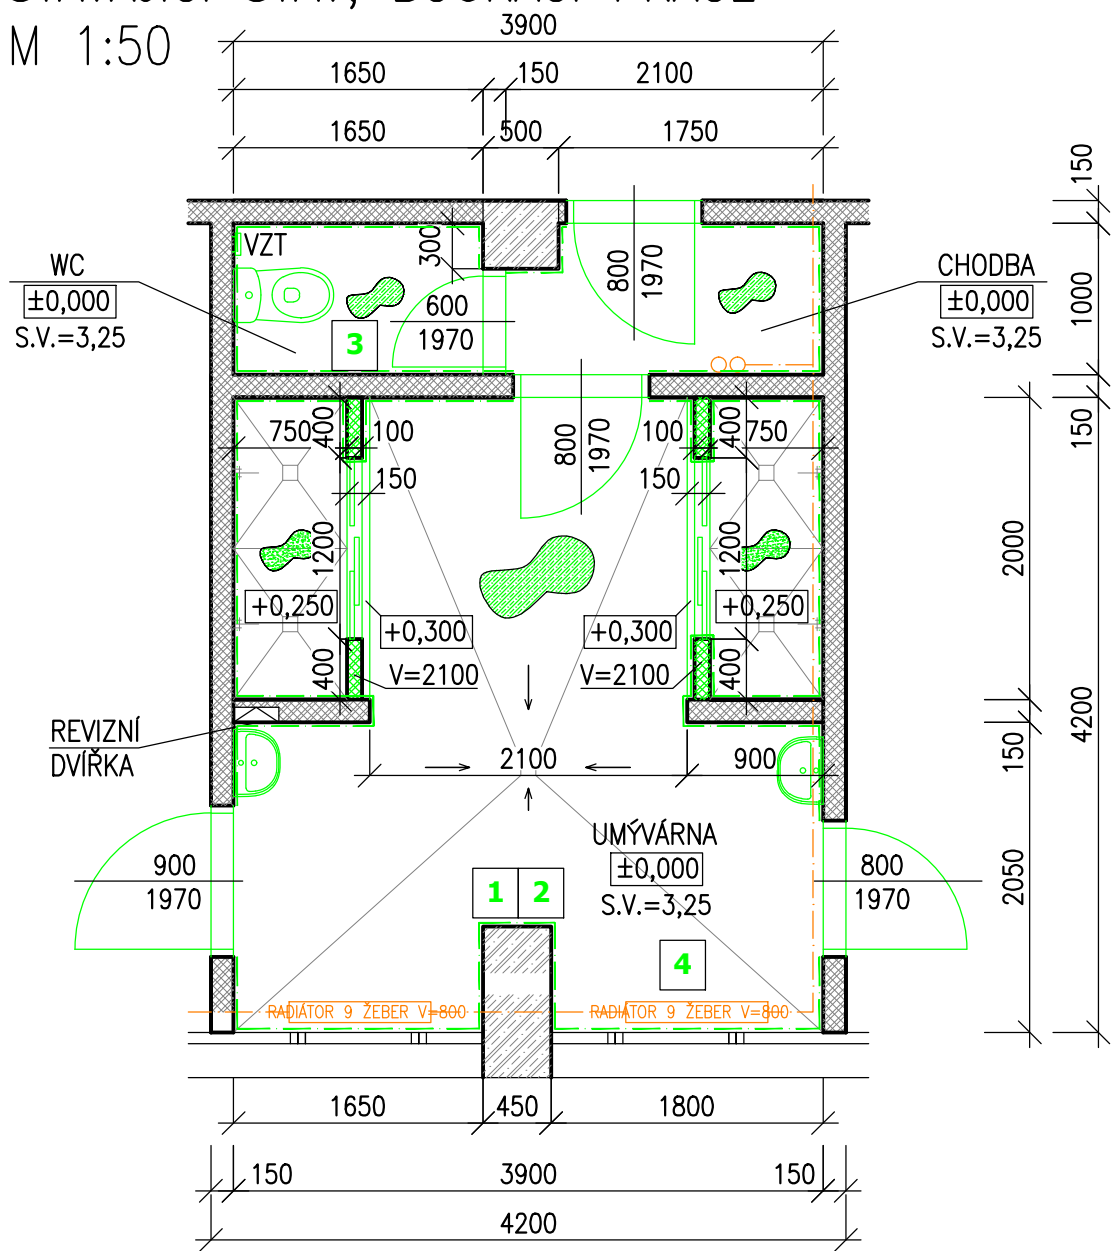 M 1:50
3900
1650 150 2100
1650 500 1750
150
VZT
300
WC
±0,000
S.V.=3,25
600
1970
800
1970
CHODBA
±0,000
S.V.=3,25
1000
3
150
750 400 100
800
1970
100 400 750
150
150
1200
1200
2000
+0,250
+0,300
+0,300
+0,250
400
V=2100
V=2100
400
4200
REVIZNÍ
DVÍŘKA
2100
900
150
UMÝVÁRNA
±0,000
S.V.=3,25
900
1970
800
1970
2050
1 2
4
RADIÁTOR 9 ŽEBER V=800
RADIÁTOR 9 ŽEBER V=800
1650 450 1800
150 3900 150
4200